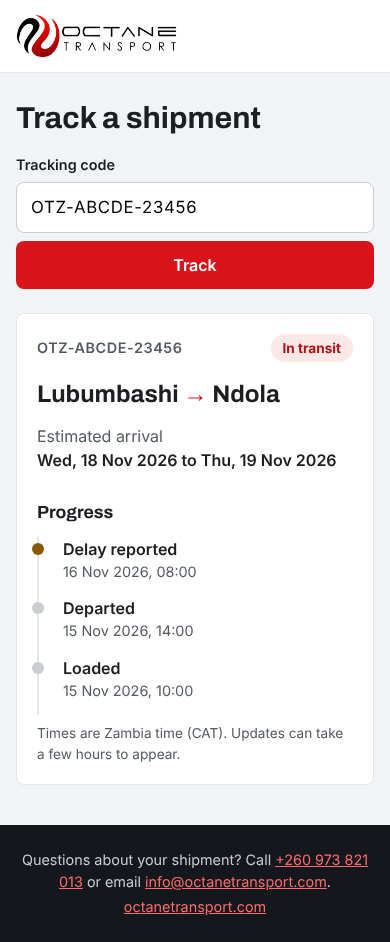 OCTANE
TRANSPORT
Track a shipment
Tracking code
OTZ-ABCDE-23456
Track
OTZ-ABCDE-23456
In transit
Lubumbashi → Ndola
Estimated arrival
Wed, 18 Nov 2026 to Thu, 19 Nov 2026
Progress
Delay reported
16 Nov 2026, 08:00
Departed
15 Nov 2026, 14:00
Loaded
15 Nov 2026, 10:00
Times are Zambia time (CAT). Updates can take
a few hours to appear.
Questions about your shipment? Call +260 973 821
013 or email info@octanetransport.com.
octanetransport.com